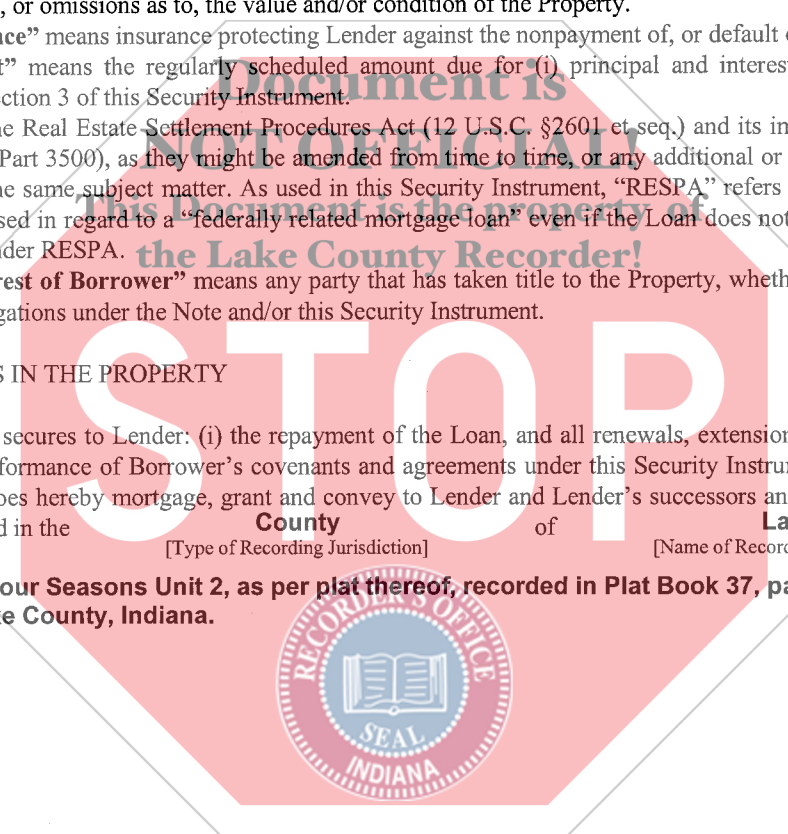 , or omissions as to, the value and/or condition of the Property.
nce” means insurance protecting Lender against the nonpayment of, or default
t” means the regularly scheduled amount due for (i) principal and interest
ection 3 of this Security Instrument.
Document is
he Real Estate Settlement Procedures Act (12 U.S.C. §2601 et seq.) and its im
NOT OFFICIAL!
Part 3500), as they might be amended from time to time, or any additional or
he same subject matter. As used in this Security Instrument, “RESPA” refers
This Document is the property of
sed in regard to a “federally related mortgage loan” even if the Loan does not
nder RESPA.
the Lake County Recorder!
rest of Borrower” means any party that has taken title to the Property, wheth
gations under the Note and/or this Security Instrument.
S IN THE PROPERTY
STOP
secures to Lender: (i) the repayment of the Loan, and all renewals, extension
formance of Borrower’s covenants and agreements under this Security Instru
oes hereby mortgage, grant and convey to Lender and Lender’s successors an
d in the County of La
[Type of Recording Jurisdiction] [Name of Record
our Seasons Unit 2, as per plat thereof, recorded in Plat Book 37, pa
ke County, Indiana.
RECORDER'S OFFICE
SEAL
INDIANA